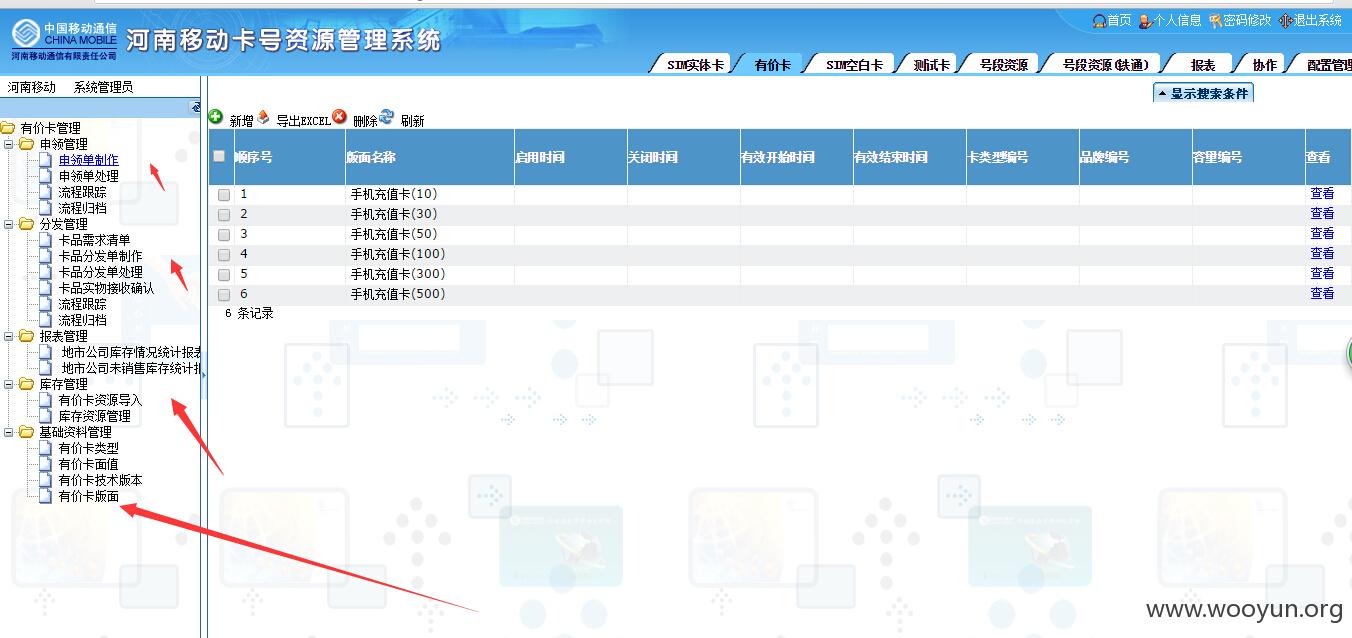 中国移动通信
CHINA MOBILE
河南移动通信有限责任公司
河南移动卡号资源管理系统
首页 个人信息 密码修改 退出系统
SIM实体卡 有价卡 SIM空白卡 测试卡 号段资源 号段资源(铁通) 报表 协作 配置管理
河南移动 系统管理员
显示搜索条件
新增 导出EXCEL 删除 刷新
有价卡管理
申领管理
申领单制作
申领单处理
流程跟踪
流程归档
分发管理
卡品需求清单
卡品分发单制作
卡品分发单处理
卡品实物接收确认
流程跟踪
流程归档
报表管理
地市公司库存情况统计报表
地市公司未销售库存统计报
库存管理
有价卡资源导入
库存资源管理
基础资料管理
有价卡类型
有价卡面值
有价卡技术版本
有价卡版面
顺序号 版面名称 启用时间 关闭时间 有效开始时间 有效结束时间 卡类型编号 品牌编号 容量编号 查看
1 手机充值卡(10) 查看
2 手机充值卡(30) 查看
3 手机充值卡(50) 查看
4 手机充值卡(100) 查看
5 手机充值卡(300) 查看
6 手机充值卡(500) 查看
6 条记录
www.wooyun.org